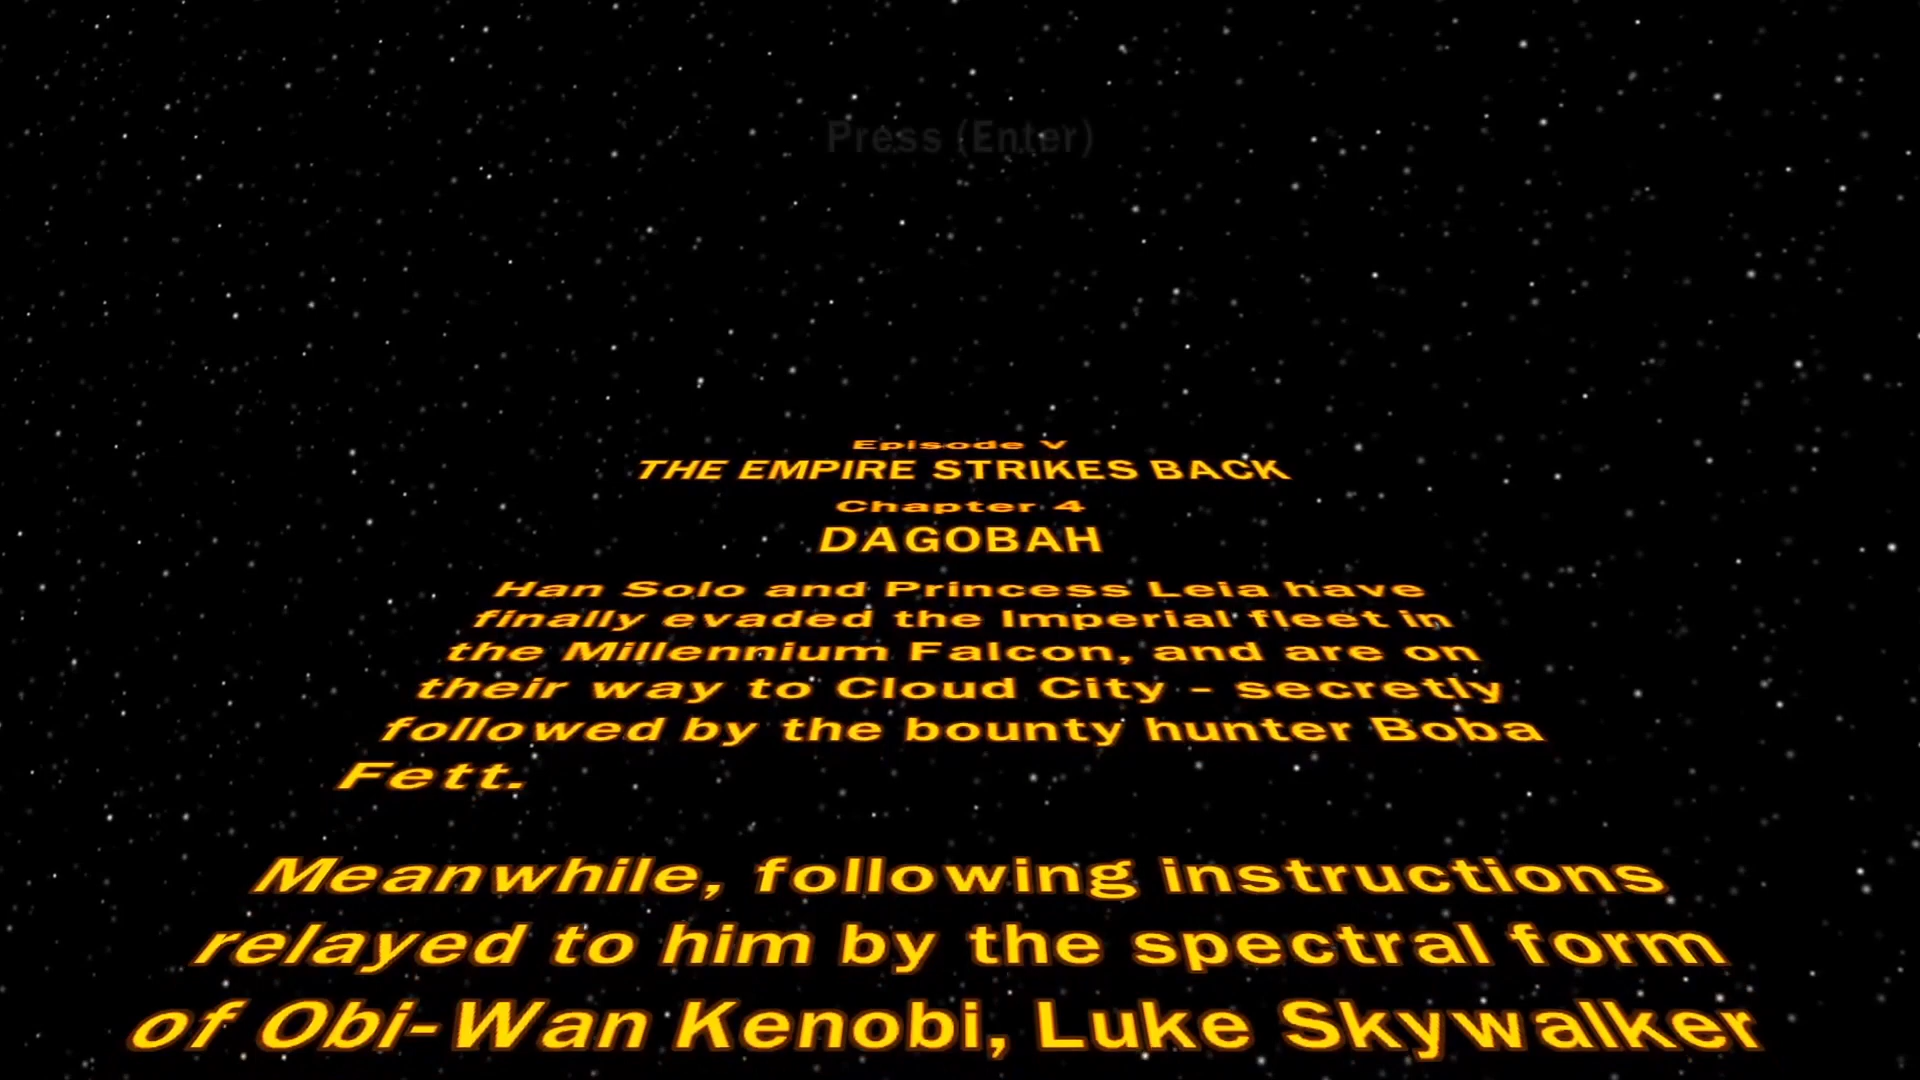 Press (Enter)
Episode V
THE EMPIRE STRIKES BACK
Chapter 4
DAGOBAH
Han Solo and Princess Leia have
finally evaded the Imperial fleet in
the Millennium Falcon, and are on
their way to Cloud City - secretly
followed by the bounty hunter Boba
Fett.
Meanwhile, following instructions
relayed to him by the spectral form
of Obi-Wan Kenobi, Luke Skywalker